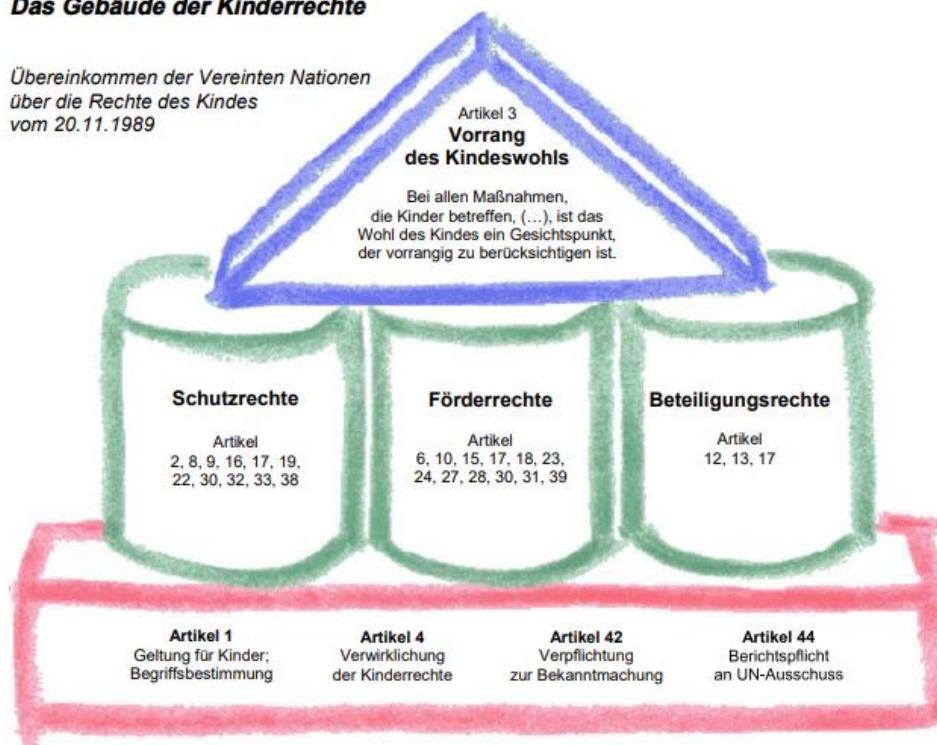 Das Gebäude der Kinderrechte
Übereinkommen der Vereinten Nationen
über die Rechte des Kindes
vom 20.11.1989
Artikel 3
Vorrang
des Kindeswohls
Bei allen Maßnahmen,
die Kinder betreffen, (…), ist das
Wohl des Kindes ein Gesichtspunkt,
der vorrangig zu berücksichtigen ist.
Schutzrechte
Artikel
2, 8, 9, 16, 17, 19,
22, 30, 32, 33, 38
Förderrechte
Artikel
6, 10, 15, 17, 18, 23,
24, 27, 28, 30, 31, 39
Beteiligungsrechte
Artikel
12, 13, 17
Artikel 1
Geltung für Kinder;
Begriffsbestimmung
Artikel 4
Verwirklichung
der Kinderrechte
Artikel 42
Verpflichtung
zur Bekanntmachung
Artikel 44
Berichtspflicht
an UN-Ausschuss